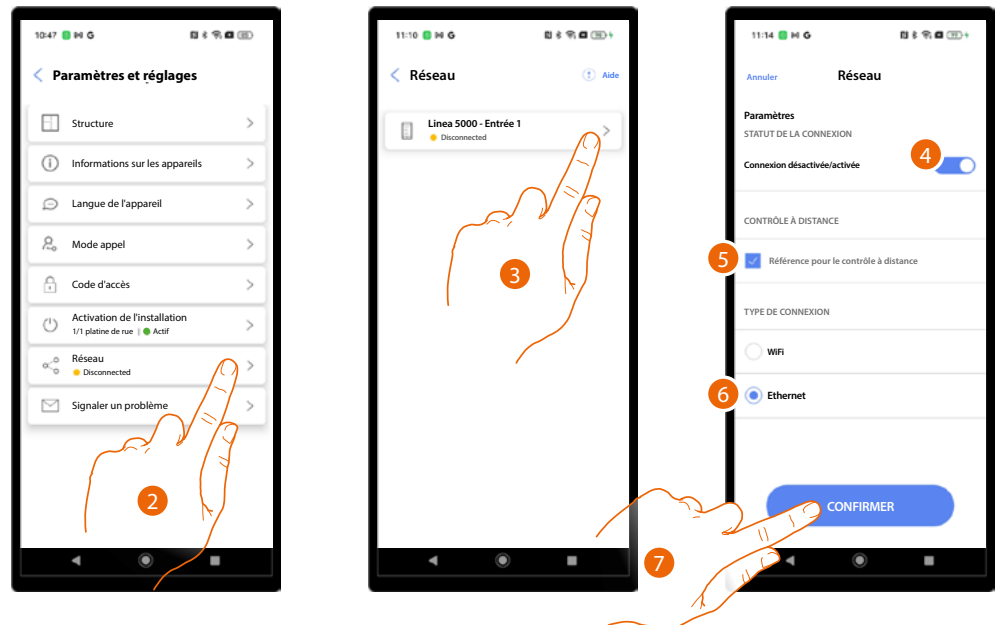 10:47 G
Paramètres et réglages
Structure
Informations sur les appareils
Langue de l'appareil
Mode appel
Code d'accès
Activation de l'installation
1/1 platine de rue | Actif
Réseau
Disconnected
Signaler un problème
2
11:10 G
Réseau
Aide
Linea 5000 - Entrée 1
Disconnected
3
11:14 G
Annuler
Réseau
Paramètres
STATUT DE LA CONNEXION
4
Connexion désactivée/activée
CONTRÔLE À DISTANCE
5
Référence pour le contrôle à distance
TYPE DE CONNEXION
WiFi
6
Ethernet
CONFIRMER
7